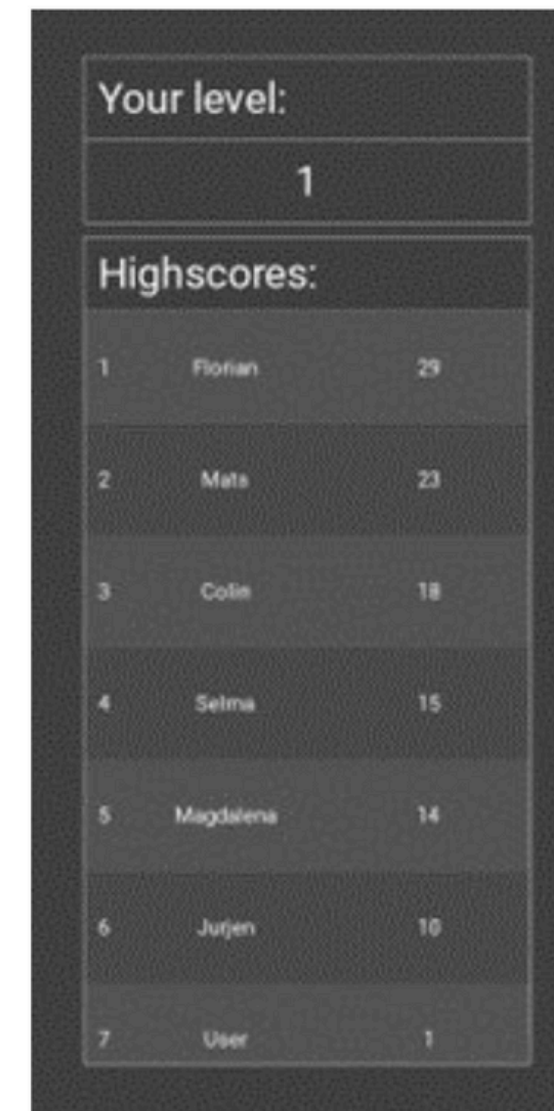 Your level:
1
Highscores:
1 Florian 29
2 Mats 23
3 Colin 18
4 Selma 15
5 Magdalena 14
6 Jurjen 10
7 User 1